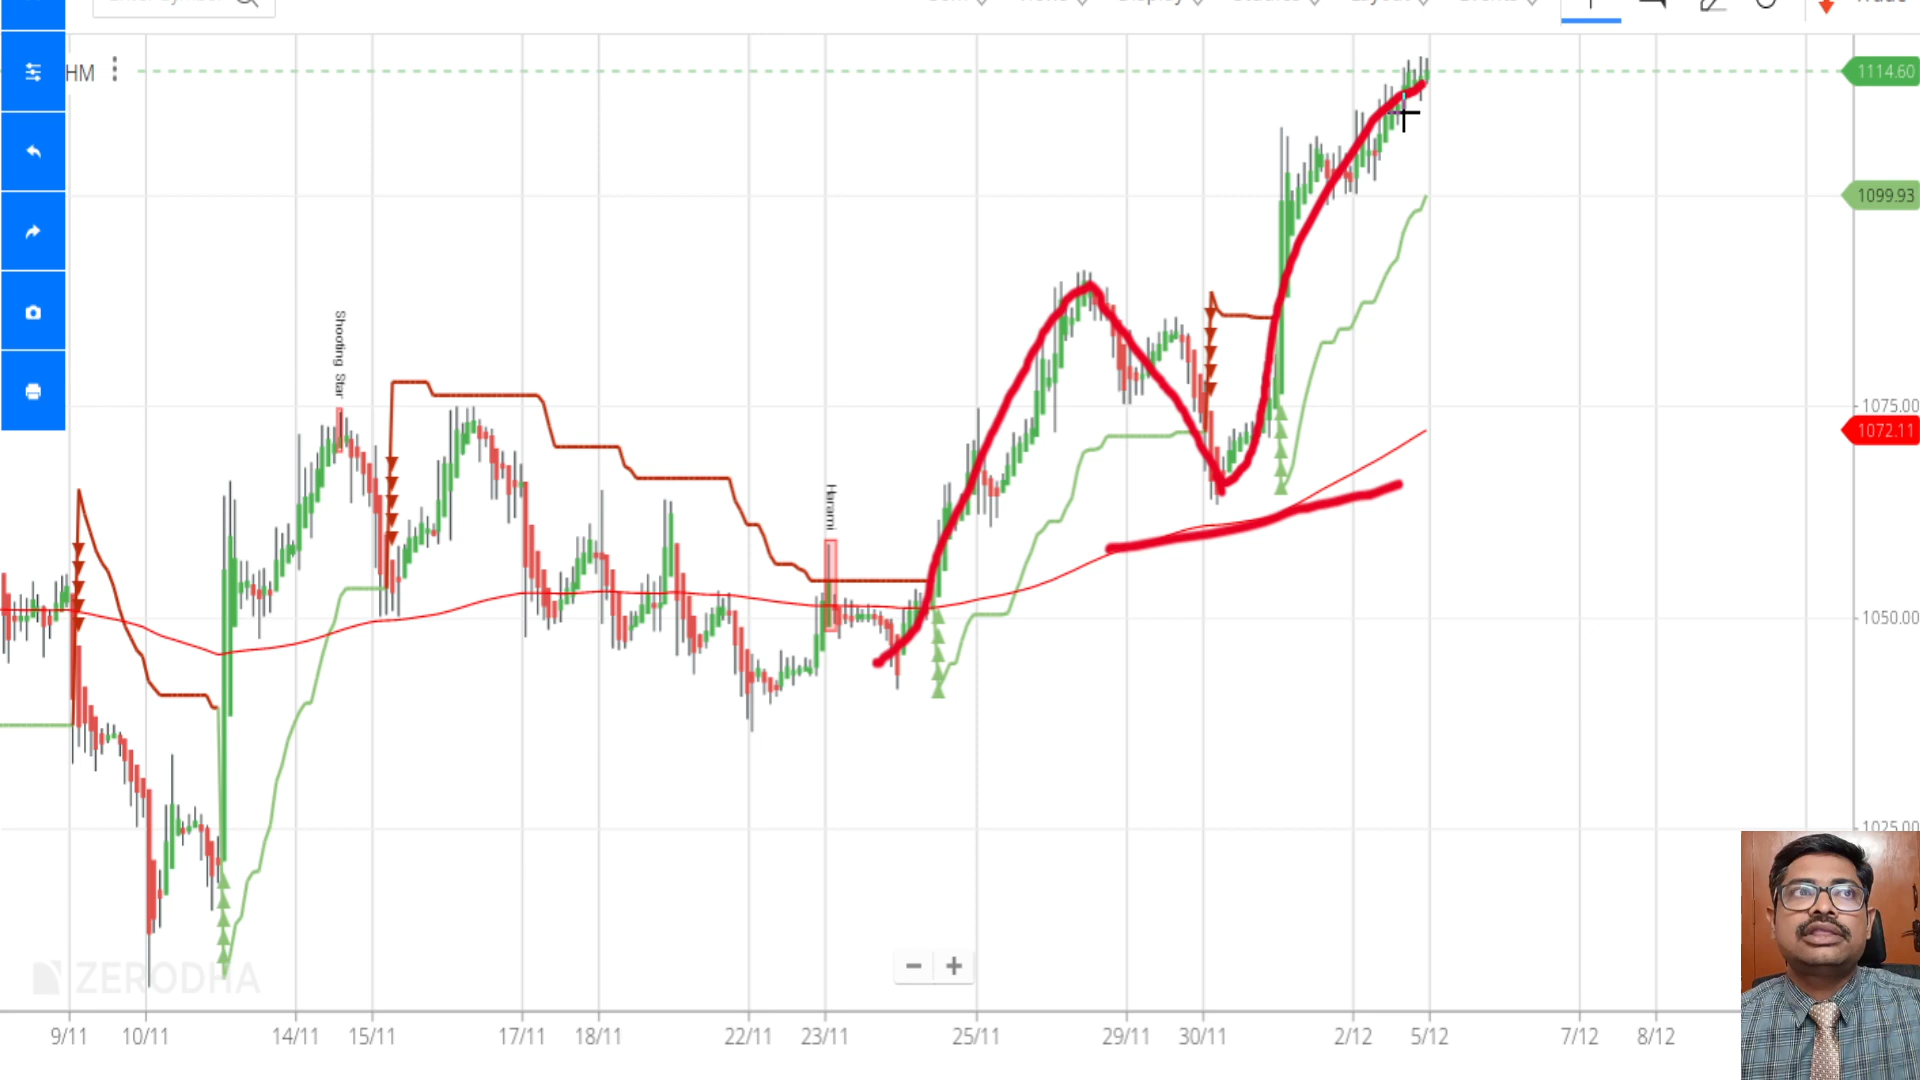 HM
1114.60
1099.93
Shooting Star
1075.00
1072.11
Harami
1050.00
1025.00
ZERODHA
9/11 10/11 14/11 15/11 17/11 18/11 22/11 23/11 25/11 29/11 30/11 2/12 5/12 7/12 8/12